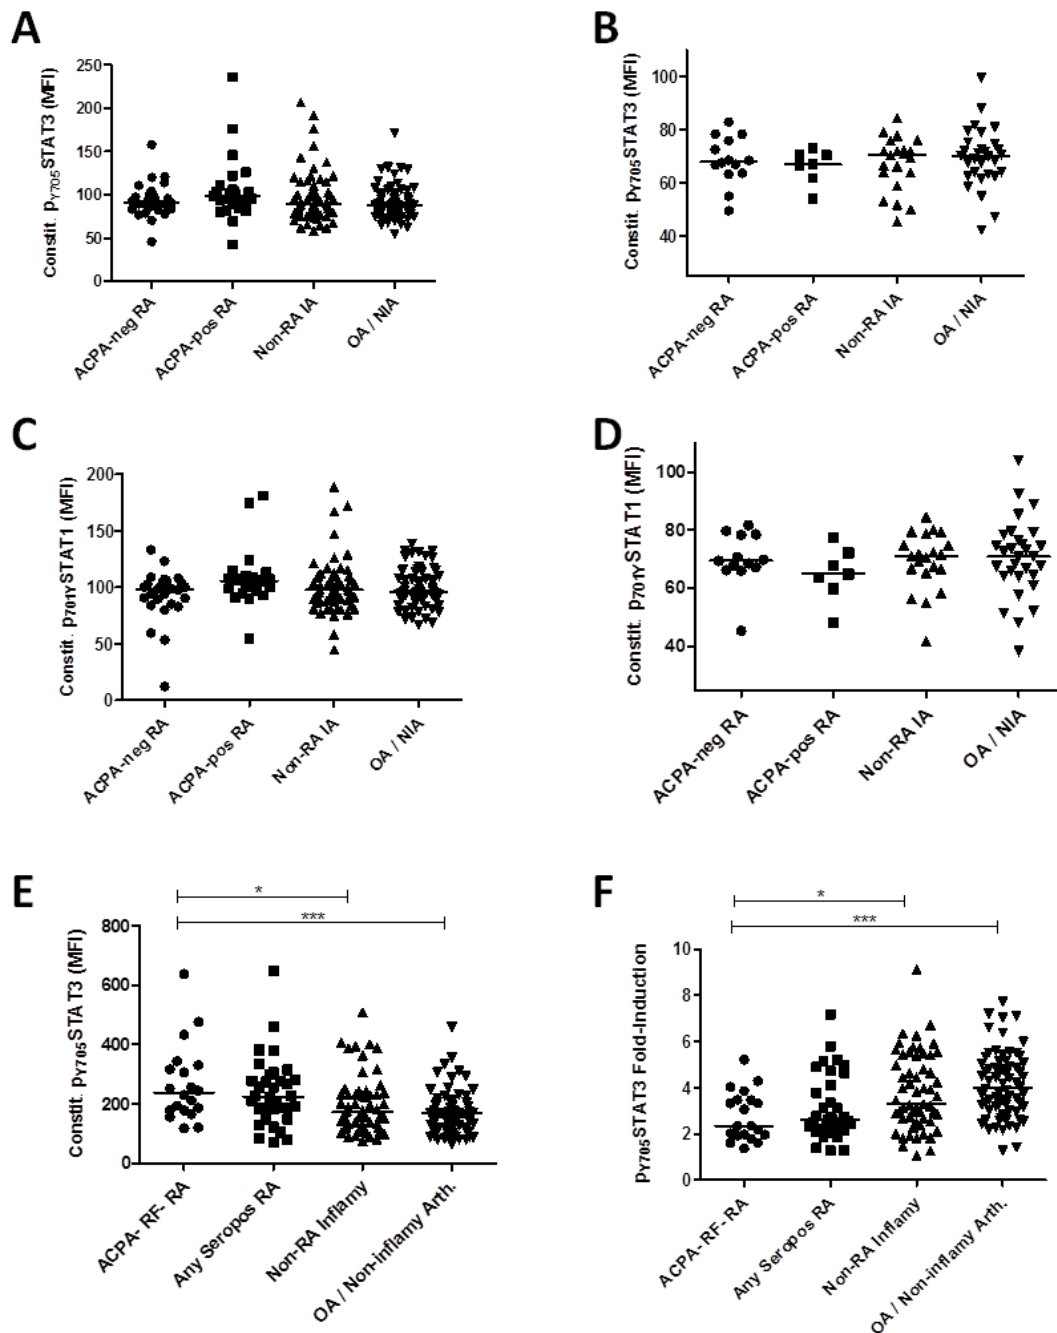 A
Constit. pY705STAT3 (MFI)
250
200
150
100
50
0
ACPA-neg RA
ACPA-pos RA
Non-RA IA
OA / NIA
B
Constit. pY705STAT3 (MFI)
100
80
60
40
ACPA-neg RA
ACPA-pos RA
Non-RA IA
OA / NIA
C
Constit. p701YSTAT1 (MFI)
200
150
100
50
0
ACPA-neg RA
ACPA-pos RA
Non-RA IA
OA / NIA
D
Constit. p701YSTAT1 (MFI)
100
80
60
40
ACPA-neg RA
ACPA-pos RA
Non-RA IA
OA / NIA
E
*
***
Constit. pY705STAT3 (MFI)
800
600
400
200
0
ACPA- RF- RA
Any Seropos RA
Non-RA Inflamy
OA / Non-inflamy Arth.
F
*
***
pY705STAT3 Fold-Induction
10
8
6
4
2
0
ACPA- RF- RA
Any Seropos RA
Non-RA Inflamy
OA / Non-inflamy Arth.